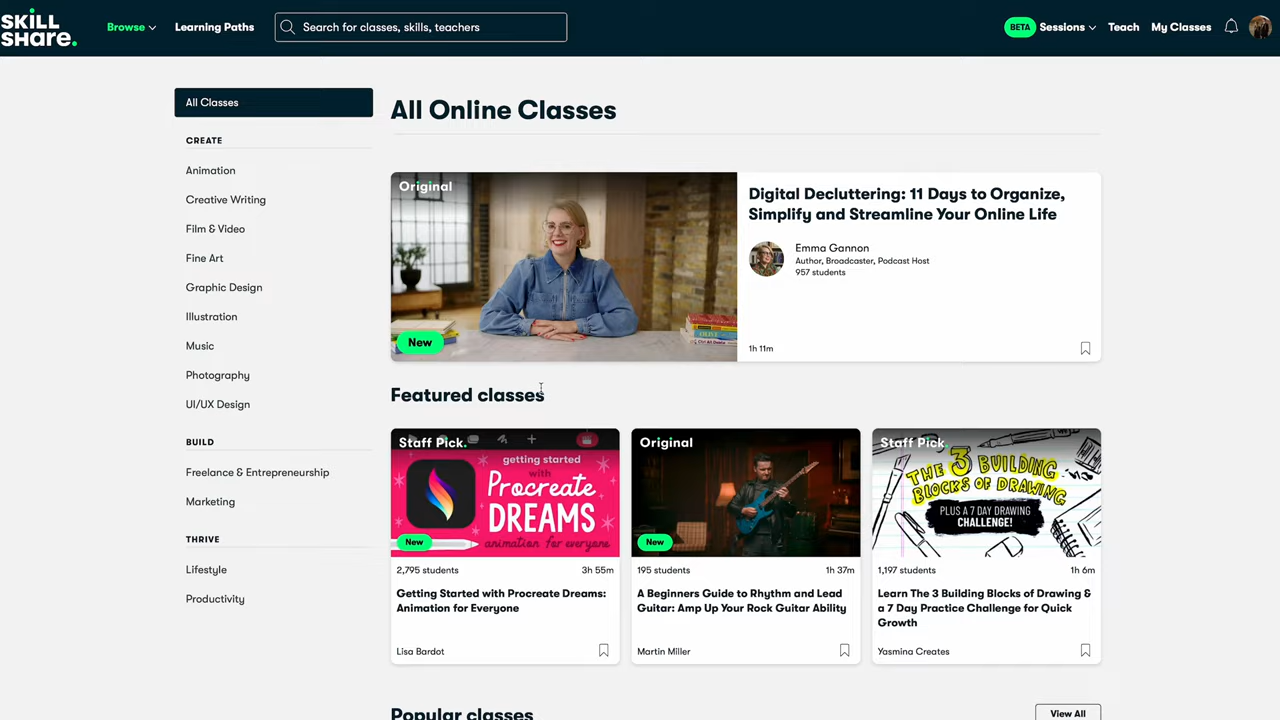 SKILL
SHARE.
Browse
Learning Paths
Search for classes, skills, teachers
BETA
Sessions
Teach
My Classes
All Classes
CREATE
Animation
Creative Writing
Film & Video
Fine Art
Graphic Design
Illustration
Music
Photography
UI/UX Design
BUILD
Freelance & Entrepreneurship
Marketing
THRIVE
Lifestyle
Productivity
All Online Classes
Original
New
Digital Decluttering: 11 Days to Organize,
Simplify and Streamline Your Online Life
Emma Gannon
Author, Broadcaster, Podcast Host
957 students
1h 11m
Featured classes
Staff Pick.
getting started
with
Procreate
DREAMS
animation for everyone
New
2,795 students
3h 55m
Getting Started with Procreate Dreams:
Animation for Everyone
Lisa Bardot
Original
New
195 students
1h 37m
A Beginners Guide to Rhythm and Lead
Guitar: Amp Up Your Rock Guitar Ability
Martin Miller
Staff Pick.
THE 3 BUILDING
BLOCKS OF DRAWING
PLUS A 7 DAY DRAWING
CHALLENGE!
1,197 students
1h 6m
Learn The 3 Building Blocks of Drawing &
a 7 Day Practice Challenge for Quick
Growth
Yasmina Creates
Popular classes
View All